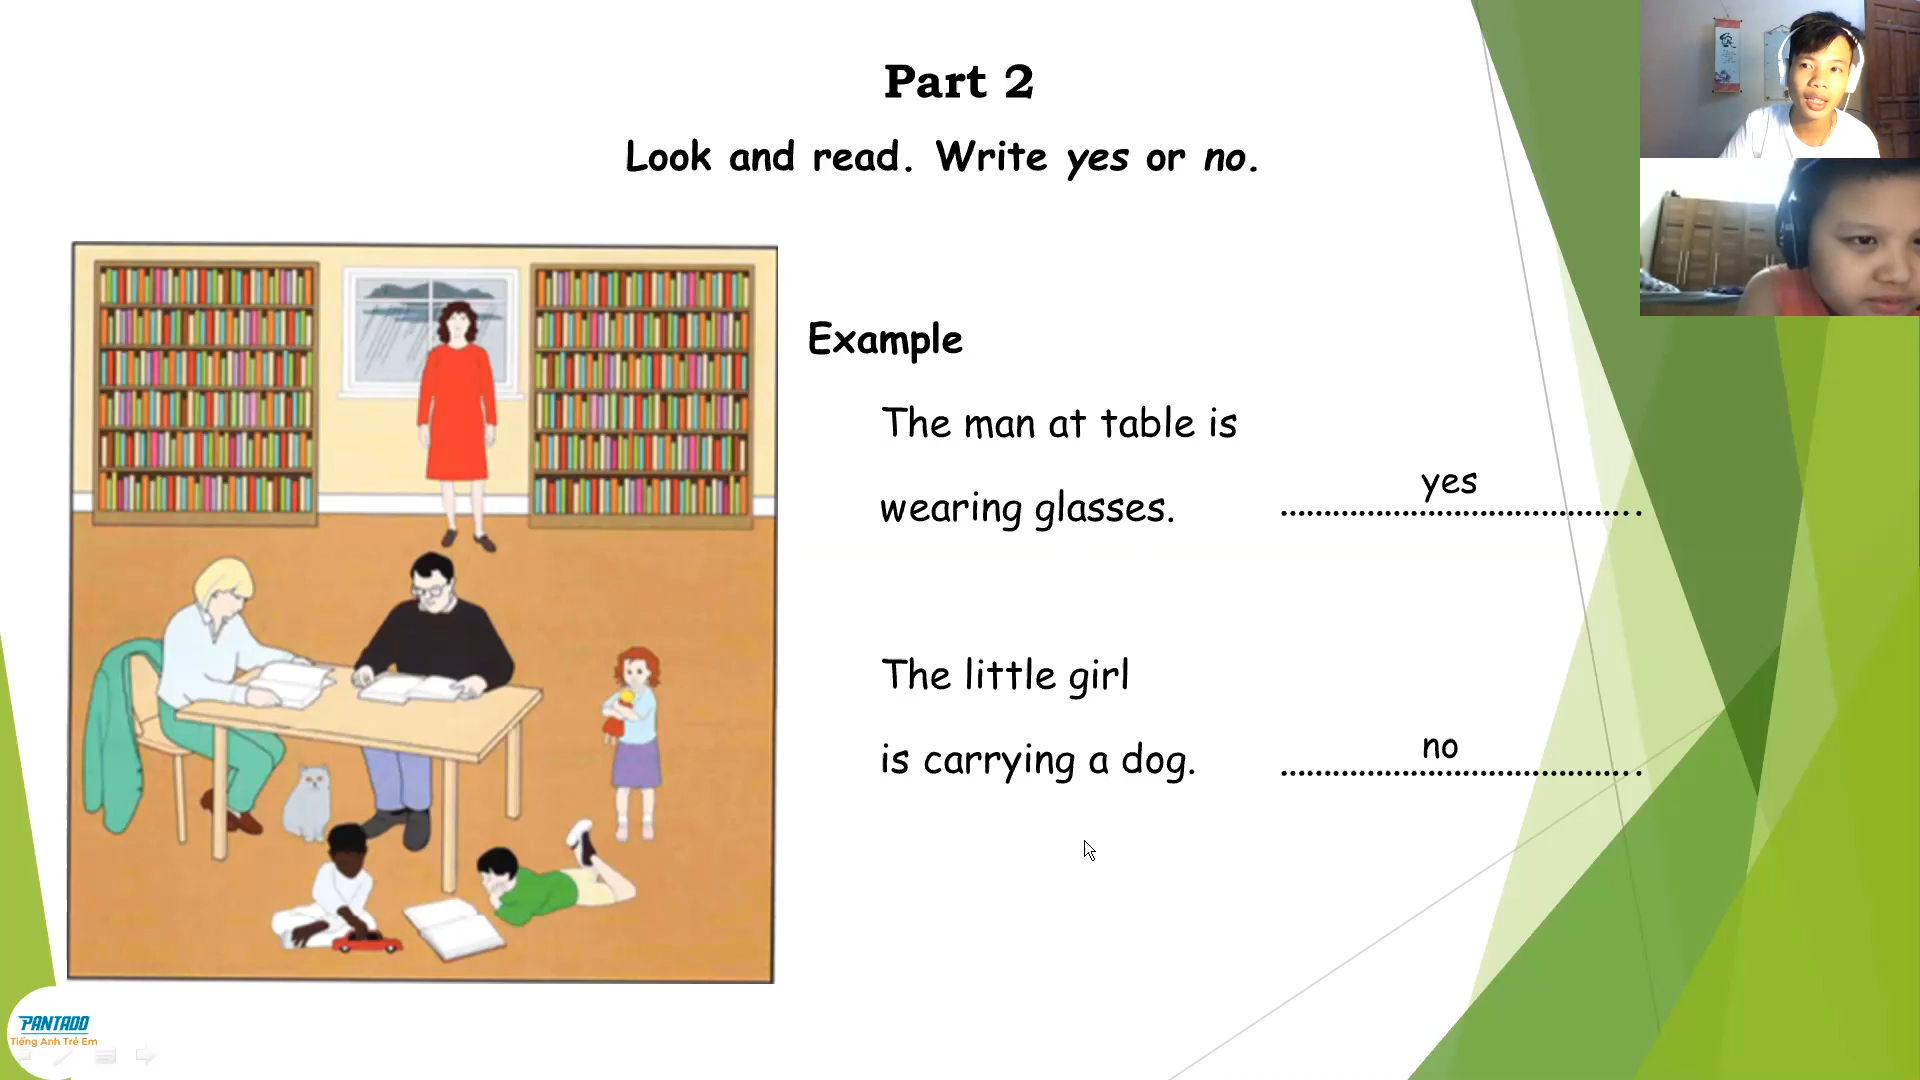 Part 2
Look and read. Write yes or no.
Example
The man at table is
wearing glasses. yes
The little girl
is carrying a dog. no
PANTADO
Tiếng Anh Trẻ Em